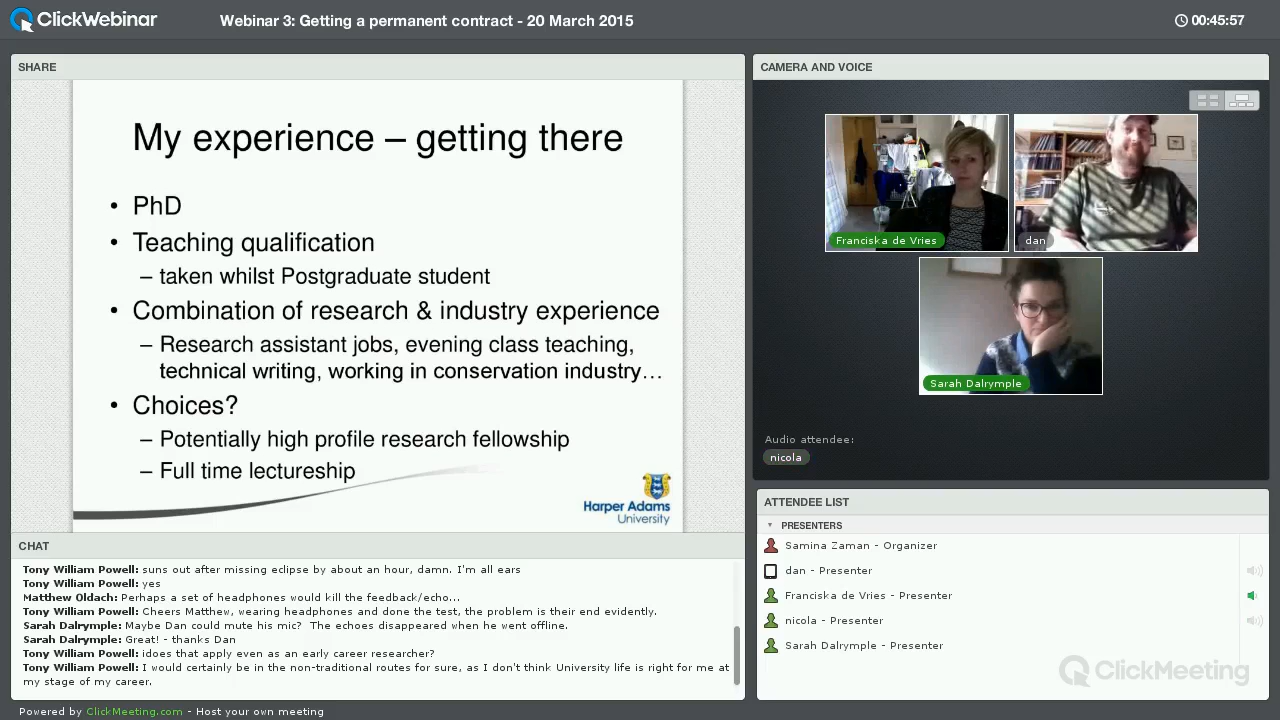 ClickWebinar
Webinar 3: Getting a permanent contract - 20 March 2015
00:45:57
SHARE
My experience – getting there
• PhD
• Teaching qualification
– taken whilst Postgraduate student
• Combination of research & industry experience
– Research assistant jobs, evening class teaching,
technical writing, working in conservation industry…
• Choices?
– Potentially high profile research fellowship
– Full time lectureship
Harper Adams
University
CHAT
Tony William Powell: suns out after missing eclipse by about an hour, damn. I'm all ears
Tony William Powell: yes
Matthew Oldach: Perhaps a set of headphones would kill the feedback/echo...
Tony William Powell: Cheers Matthew, wearing headphones and done the test, the problem is their end evidently.
Sarah Dalrymple: Maybe Dan could mute his mic?  The echoes disappeared when he went offline.
Sarah Dalrymple: Great! - thanks Dan
Tony William Powell: idoes that apply even as an early career researcher?
Tony William Powell: I would certainly be in the non-traditional routes for sure, as I don't think University life is right for me at
my stage of my career.
CAMERA AND VOICE
Franciska de Vries
dan
Sarah Dalrymple
Audio attendee:
nicola
ATTENDEE LIST
PRESENTERS
Samina Zaman - Organizer
dan - Presenter
Franciska de Vries - Presenter
nicola - Presenter
Sarah Dalrymple - Presenter
ClickMeeting
Powered by ClickMeeting.com - Host your own meeting